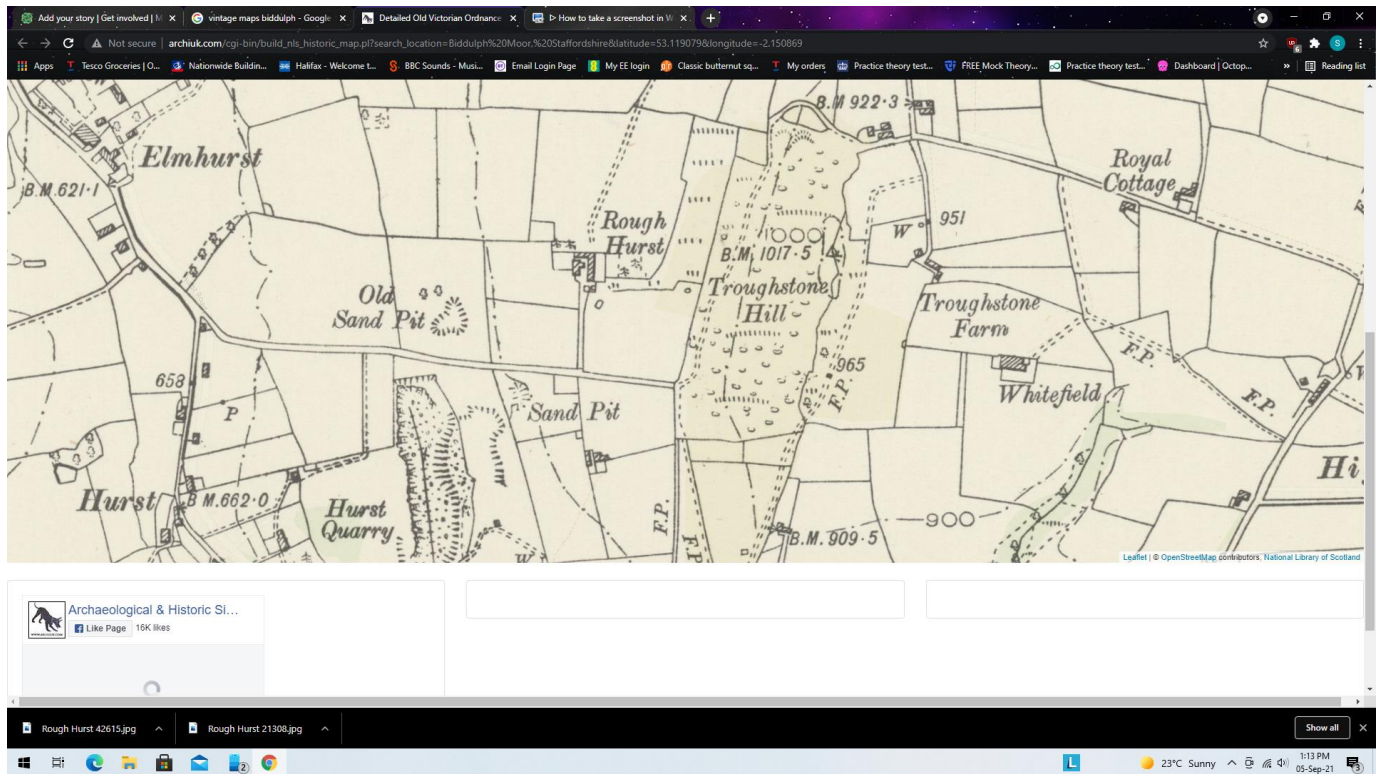 Add your story | Get involved | M
vintage maps biddulph - Google
Detailed Old Victorian Ordnance
How to take a screenshot in W
Not secure | archiuk.com/cgi-bin/build_nls_historic_map.pl?search_location=Biddulph%20Moor,%20Staffordshire&latitude=53.119079&longitude=-2.150869
Apps Tesco Groceries | O... Nationwide Buildin... Halifax - Welcome t... BBC Sounds - Musi... Email Login Page My EE login Classic butternut sq... My orders Practice theory test... FREE Mock Theory... Practice theory test... Dashboard | Octop... » Reading list
B.M 922·3
Elmhurst
Royal
Cottage
B.M.621·1
Rough
Hurst
W
951
1000
B.M. 1017·5
Troughstone
Hill
Old
Sand Pit
Troughstone
Farm
F.P.
965
F.P.
658
P
Sand Pit
Whitefield
F.P.
Hurst
B M.662·0
Hurst
Quarry
F.P.
F.P.
W
B.M. 909·5
900
W
Hi
Leaflet | © OpenStreetMap contributors, National Library of Scotland
Archaeological & Historic Si...
Like Page 16K likes
Rough Hurst 42615.jpg
Rough Hurst 21308.jpg
Show all
2
L
23°C Sunny
1:13 PM
05-Sep-21
3